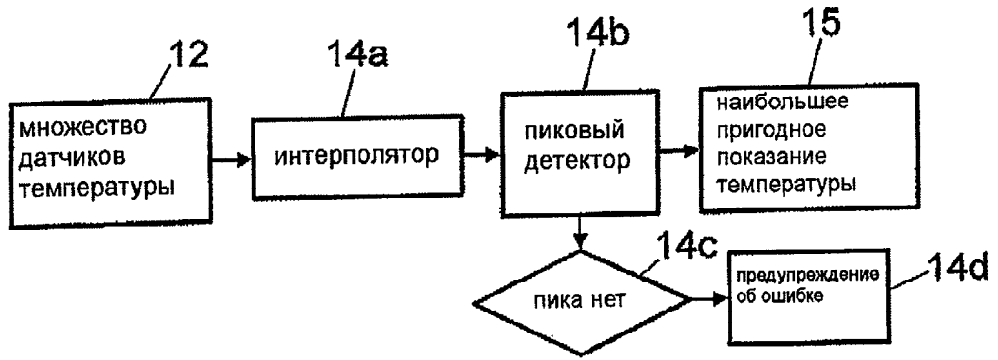 12
14a
14b
15
множество
датчиков
температуры
интерполятор
пиковый
детектор
наибольшее
пригодное
показание
температуры
14c
пика нет
предупреждение
об ошибке
14d